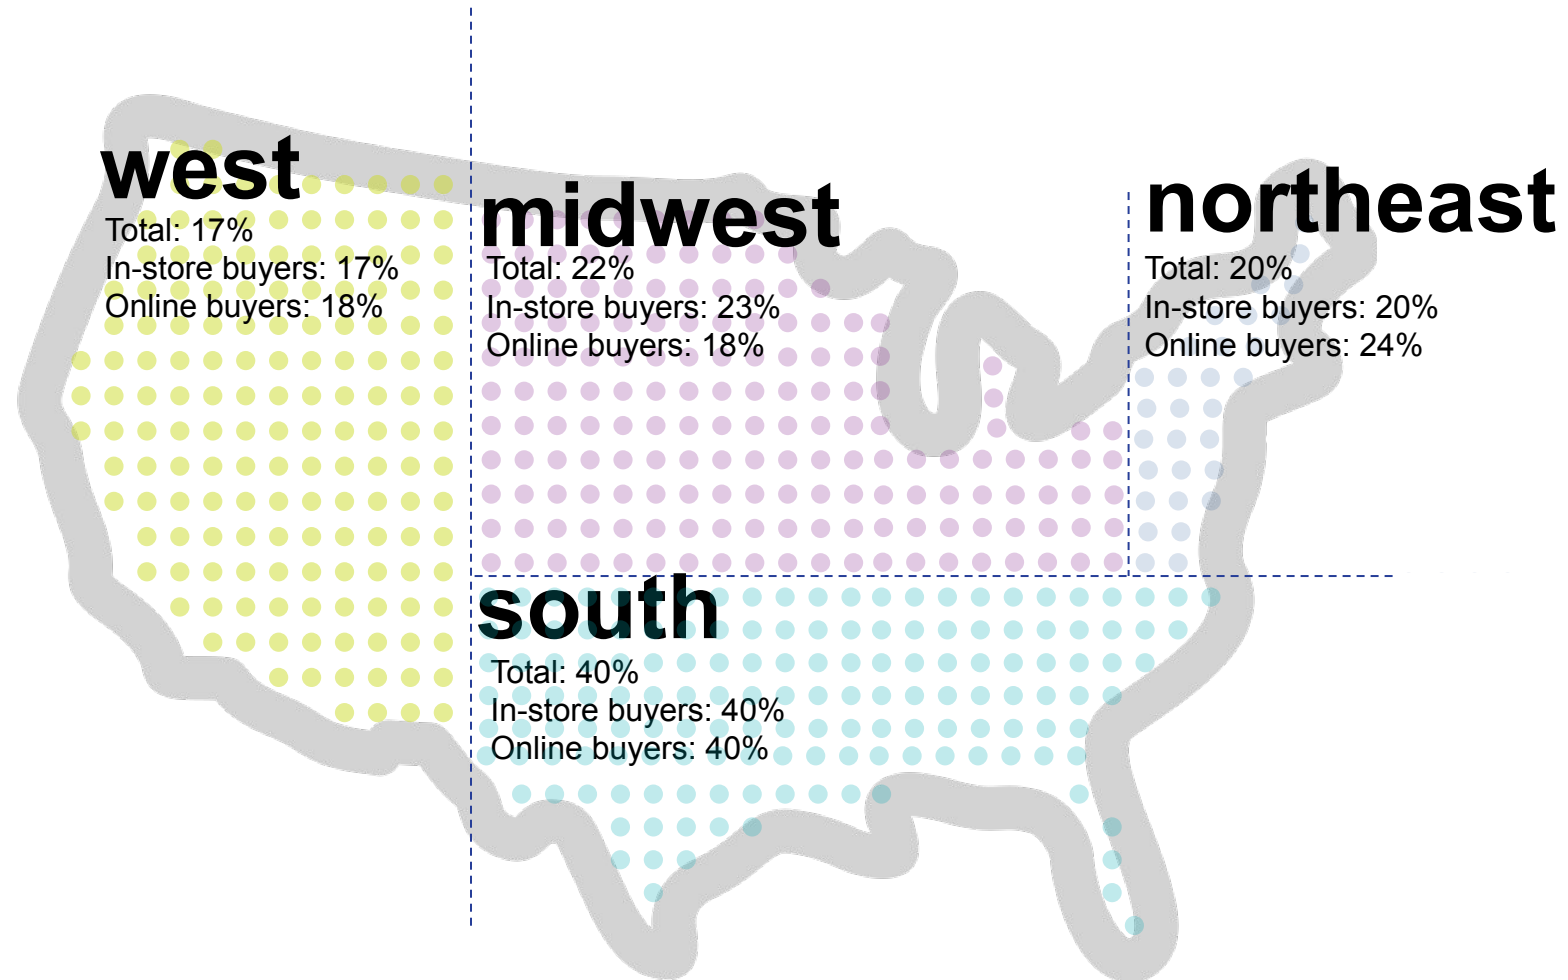 west
Total: 17%
In-store buyers: 17%
Online buyers: 18%
midwest
Total: 22%
In-store buyers: 23%
Online buyers: 18%
northeast
Total: 20%
In-store buyers: 20%
Online buyers: 24%
south
Total: 40%
In-store buyers: 40%
Online buyers: 40%